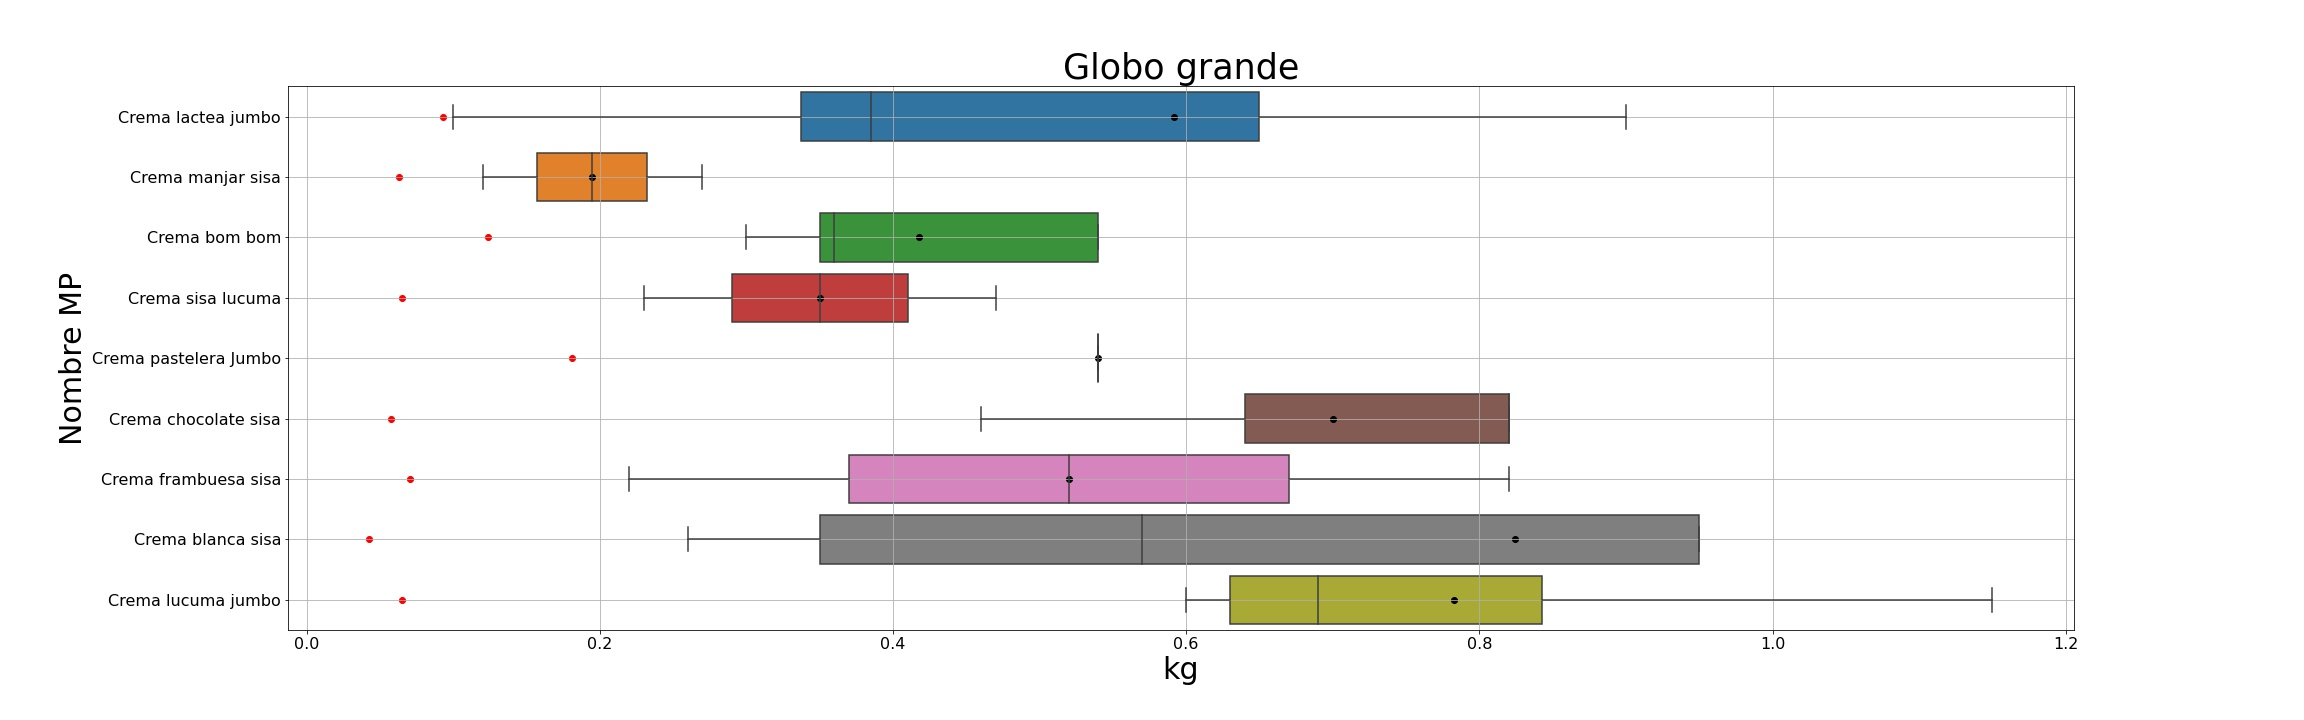 Globo grande
Nombre MP
Crema lactea jumbo
Crema manjar sisa
Crema bom bom
Crema sisa lucuma
Crema pastelera Jumbo
Crema chocolate sisa
Crema frambuesa sisa
Crema blanca sisa
Crema lucuma jumbo
0.0 0.2 0.4 0.6 0.8 1.0 1.2
kg